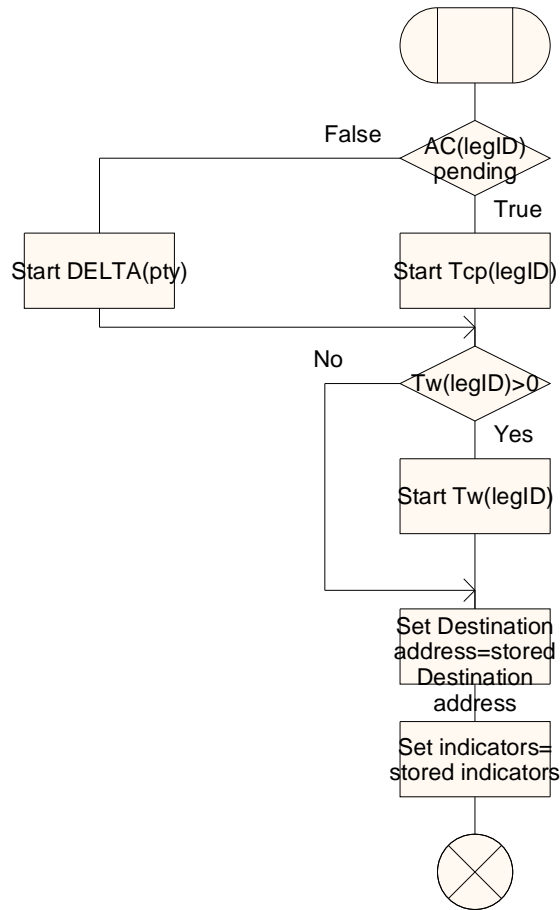 False
AC(legID)
pending
True
Start DELTA(pty)
Start Tcp(legID)
No
Tw(legID)>0
Yes
Start Tw(legID)
Set Destination
address=stored
Destination
address
Set indicators=
stored indicators